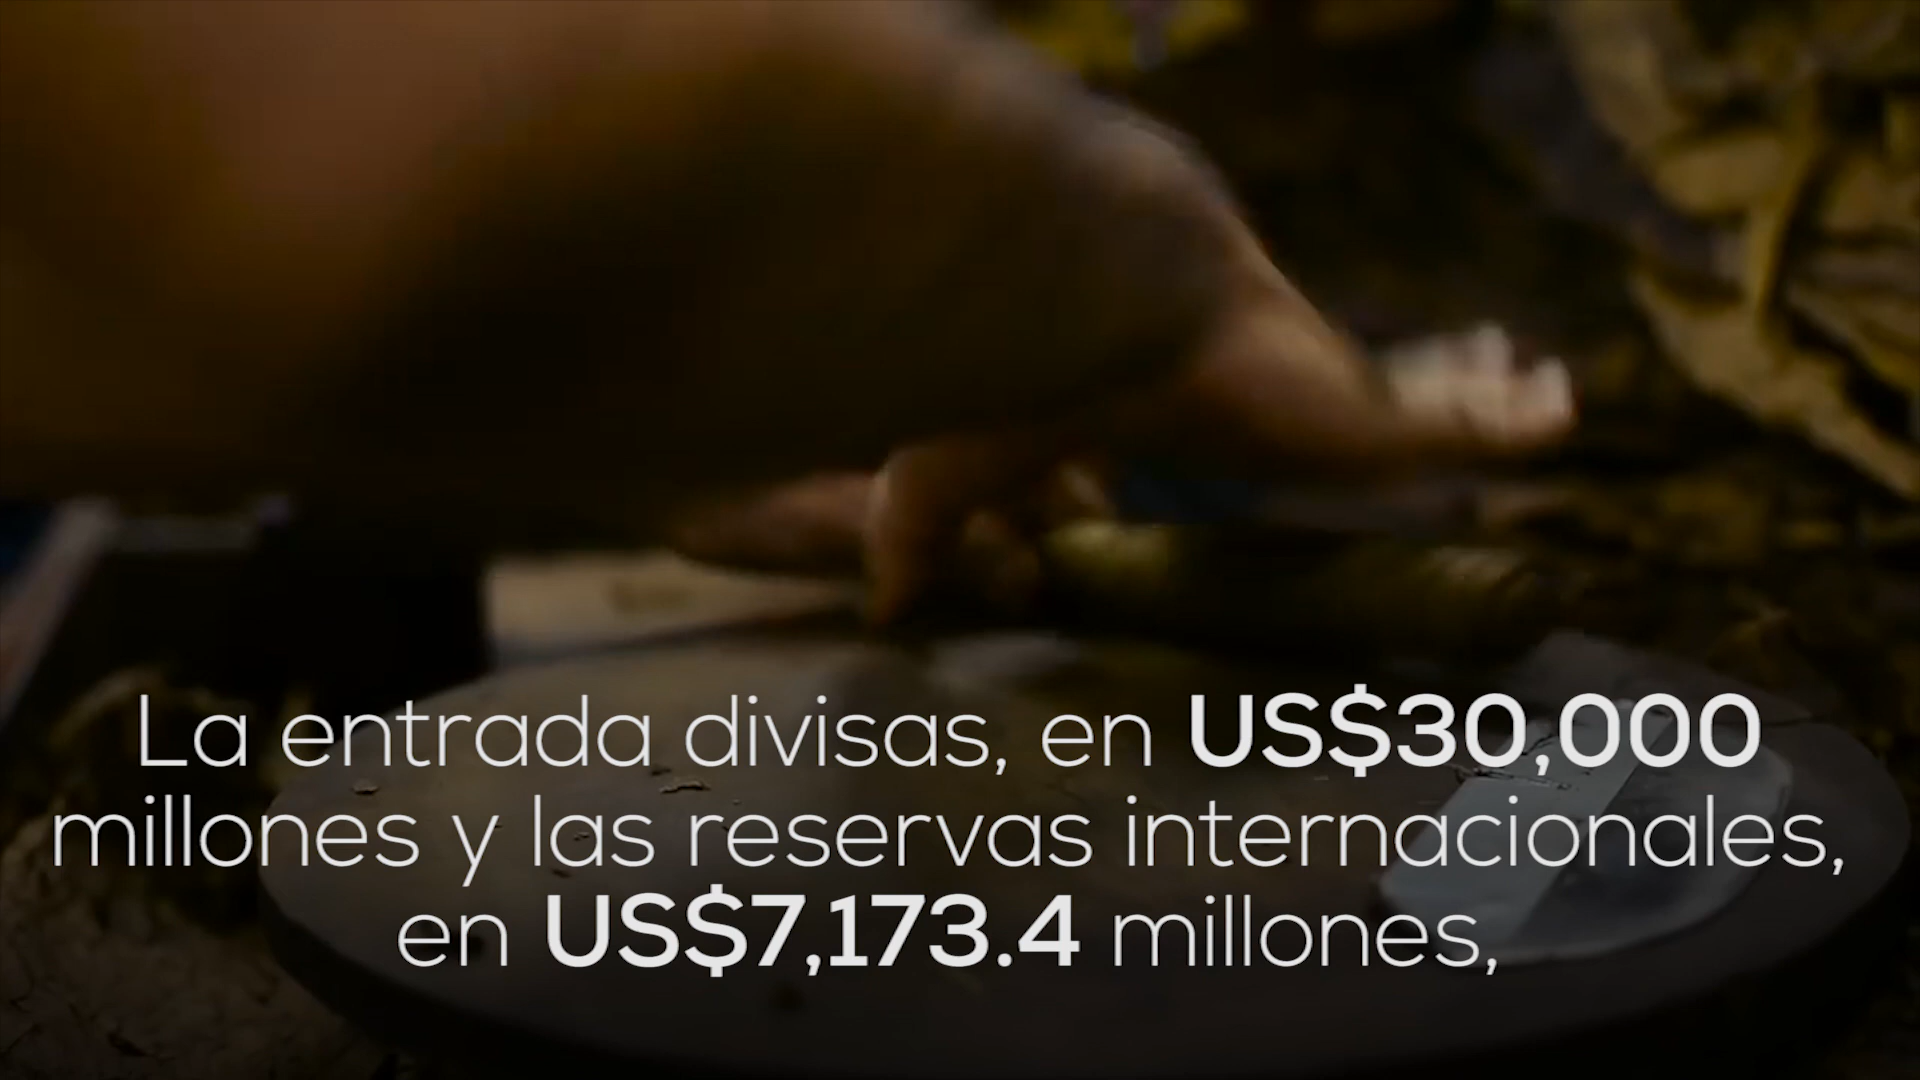 La entrada divisas, en US$30,000
millones y las reservas internacionales,
en US$7,173.4 millones,